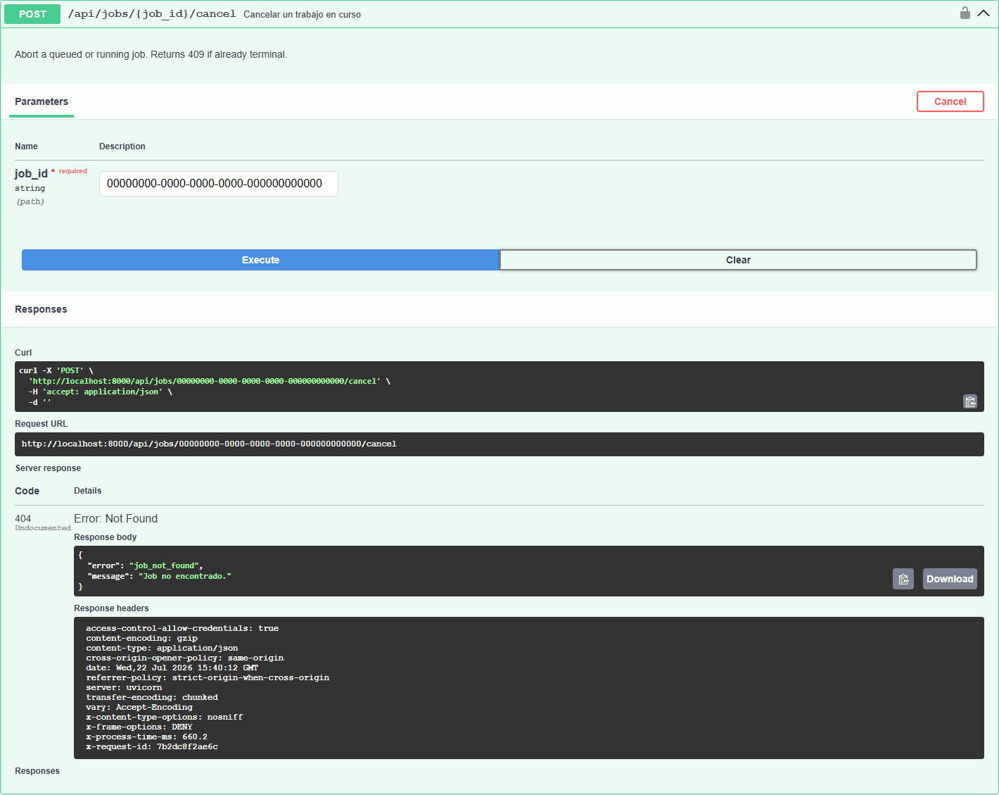 POST /api/jobs/{job_id}/cancel Cancelar un trabajo en curso
Abort a queued or running job. Returns 409 if already terminal.
Parameters
Cancel
Name Description
job_id * required
string
(path)
00000000-0000-0000-0000-000000000000
Execute Clear
Responses
Curl
curl -X 'POST' \
'http://localhost:8000/api/jobs/00000000-0000-0000-0000-000000000000/cancel' \
-H 'accept: application/json' \
-d ''
Request URL
http://localhost:8000/api/jobs/00000000-0000-0000-0000-000000000000/cancel
Server response
Code Details
404 Error: Not Found
Undocumented
Response body
{
"error": "job_not_found",
"message": "Job no encontrado."
}
Download
Response headers
access-control-allow-credentials: true
content-encoding: gzip
content-type: application/json
cross-origin-opener-policy: same-origin
date: Wed,22 Jul 2026 15:40:12 GMT
referrer-policy: strict-origin-when-cross-origin
server: uvicorn
transfer-encoding: chunked
vary: Accept-Encoding
x-content-type-options: nosniff
x-frame-options: DENY
x-process-time-ms: 660.2
x-request-id: 7b2dc8f2ae6c
Responses